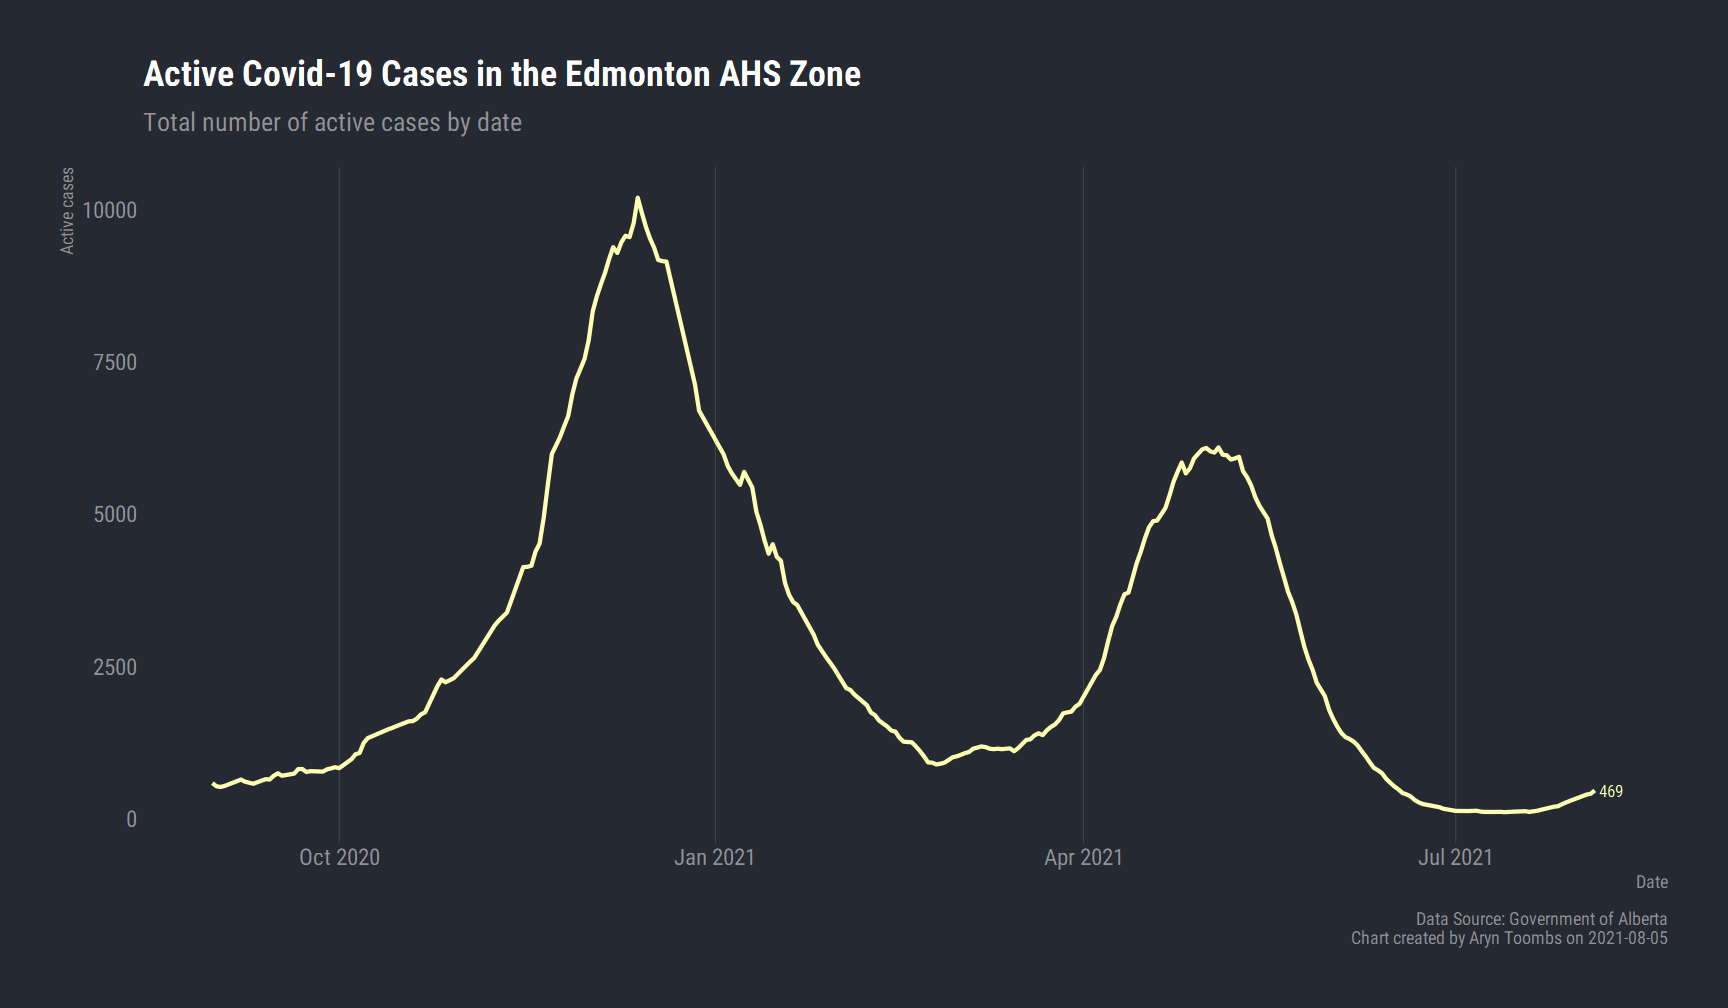 Active Covid-19 Cases in the Edmonton AHS Zone
Total number of active cases by date
Active cases
10000
7500
5000
2500
0
469
Oct 2020
Jan 2021
Apr 2021
Jul 2021
Date
Data Source: Government of Alberta
Chart created by Aryn Toombs on 2021-08-05